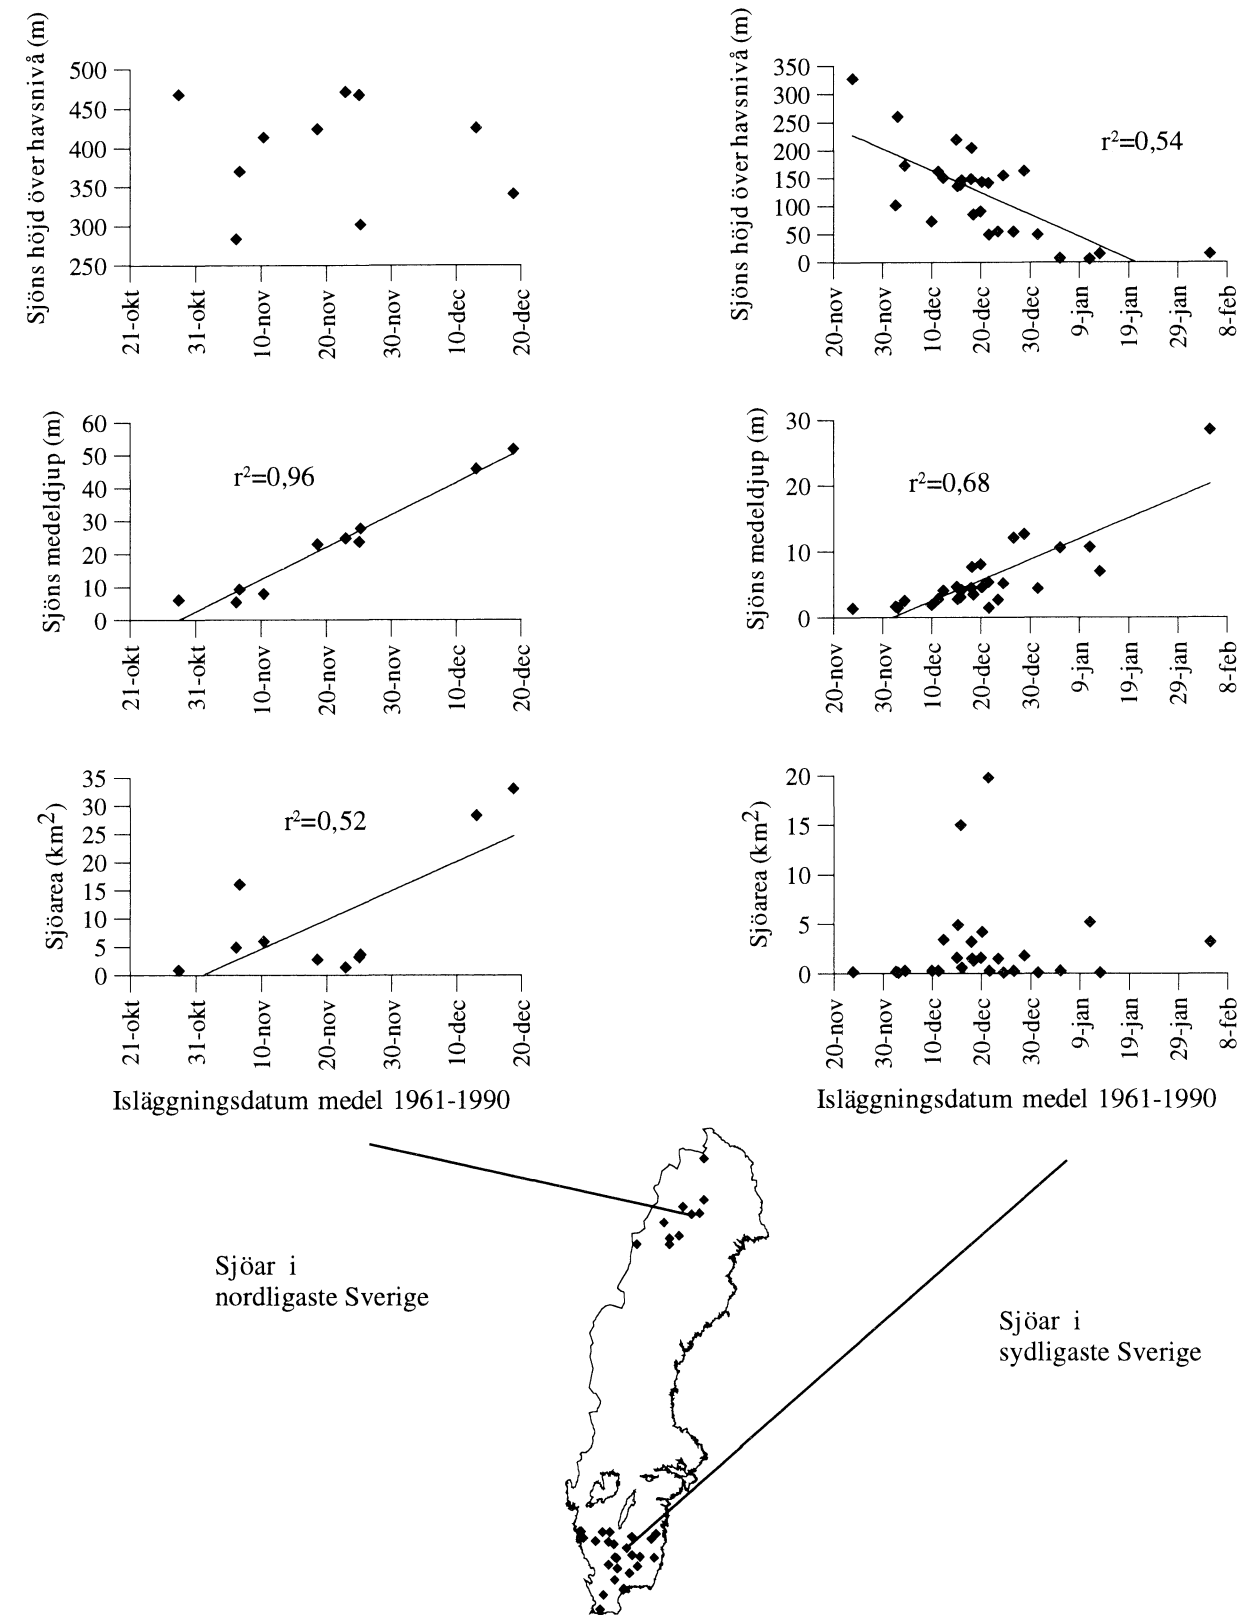 Sjöns höjd över havsnivå (m)
500
450
400
350
300
250
21-okt
31-okt
10-nov
20-nov
30-nov
10-dec
20-dec
Sjöns höjd över havsnivå (m)
350
300
250
200
150
100
50
0
r²=0,54
20-nov
30-nov
10-dec
20-dec
30-dec
9-jan
19-jan
29-jan
8-feb
Sjöns medeldjup (m)
60
50
40
30
20
10
0
r²=0,96
21-okt
31-okt
10-nov
20-nov
30-nov
10-dec
20-dec
Sjöns medeldjup (m)
30
20
10
0
r²=0,68
20-nov
30-nov
10-dec
20-dec
30-dec
9-jan
19-jan
29-jan
8-feb
Sjöarea (km²)
35
30
25
20
15
10
5
0
r²=0,52
21-okt
31-okt
10-nov
20-nov
30-nov
10-dec
20-dec
Isläggningsdatum medel 1961-1990
Sjöarea (km²)
20
15
10
5
0
20-nov
30-nov
10-dec
20-dec
30-dec
9-jan
19-jan
29-jan
8-feb
Isläggningsdatum medel 1961-1990
Sjöar i
nordligaste Sverige
Sjöar i
sydligaste Sverige